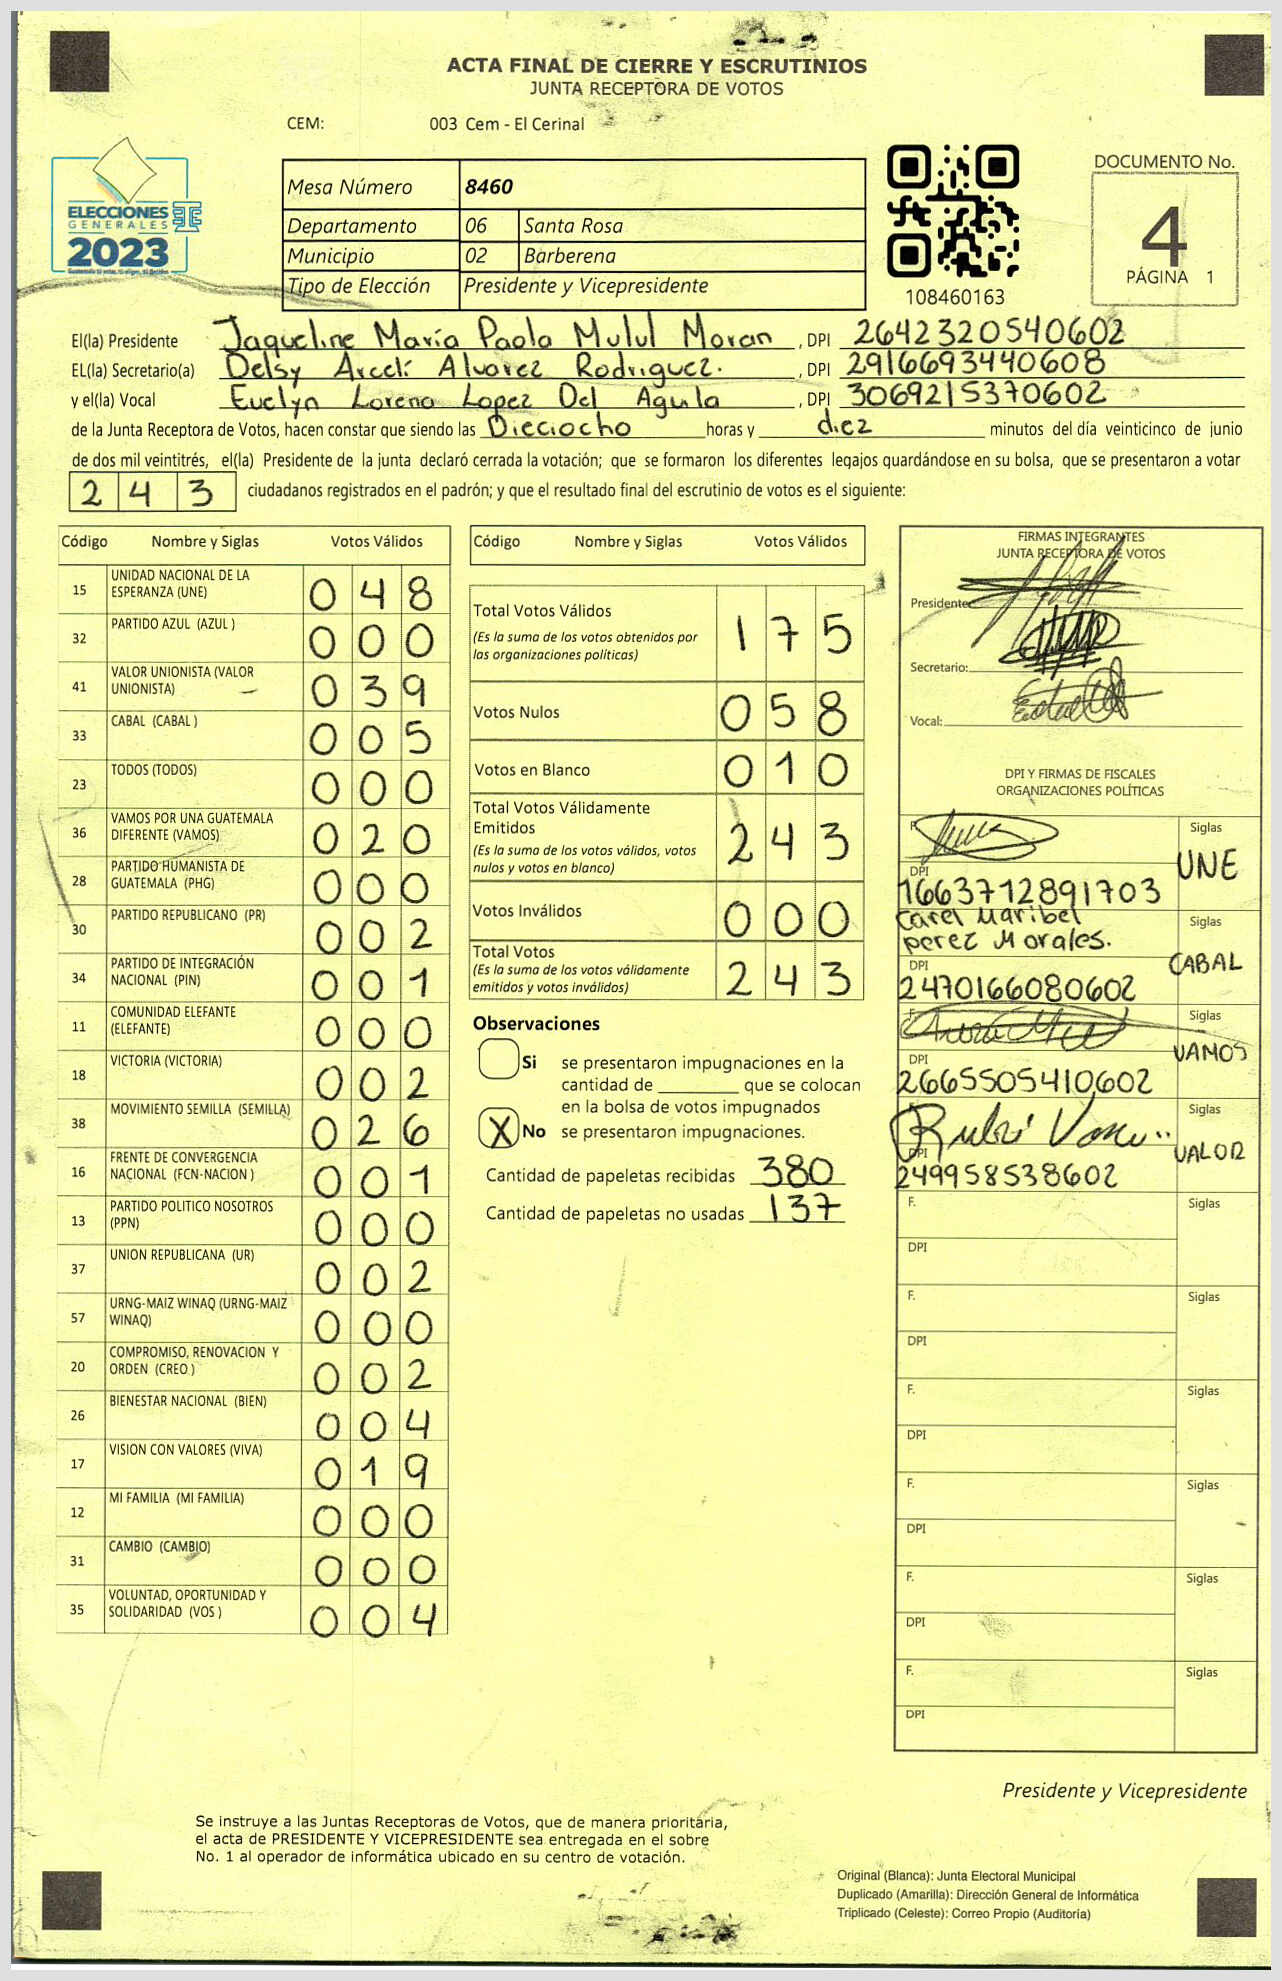 ACTA FINAL DE CIERRE Y ESCRUTINIOS
JUNTA RECEPTORA DE VOTOS
CEM: 003 Cem - El Cerinal
ELECCIONES
GENERALES
2023
Mesa Número 8460
Departamento 06 Santa Rosa
Municipio 02 Barberena
Tipo de Elección Presidente y Vicepresidente
108460163
DOCUMENTO No.
4
PÁGINA 1
El(la) Presidente Jaqueline María Paola Mulul Moran , DPI 2642320540602
EL(la) Secretario(a) Delsy Arceli Alvarez Rodriguez. , DPI 2916693440608
y el(la) Vocal Evelyn Lorena Lopez Del Aguila , DPI 3069215370602
de la Junta Receptora de Votos, hacen constar que siendo las Dieciocho horas y diez minutos del día veinticinco de junio
de dos mil veintitrés, el(la) Presidente de la junta declaró cerrada la votación; que se formaron los diferentes legajos guardándose en su bolsa, que se presentaron a votar
2 4 3 ciudadanos registrados en el padrón; y que el resultado final del escrutinio de votos es el siguiente:
Código Nombre y Siglas Votos Válidos
15 UNIDAD NACIONAL DE LA ESPERANZA (UNE) 0 4 8
32 PARTIDO AZUL (AZUL ) 0 0 0
41 VALOR UNIONISTA (VALOR UNIONISTA) 0 3 9
33 CABAL (CABAL ) 0 0 5
23 TODOS (TODOS) 0 0 0
36 VAMOS POR UNA GUATEMALA DIFERENTE (VAMOS) 0 2 0
28 PARTIDO HUMANISTA DE GUATEMALA (PHG) 0 0 0
30 PARTIDO REPUBLICANO (PR) 0 0 2
34 PARTIDO DE INTEGRACIÓN NACIONAL (PIN) 0 0 1
11 COMUNIDAD ELEFANTE (ELEFANTE) 0 0 0
18 VICTORIA (VICTORIA) 0 0 2
38 MOVIMIENTO SEMILLA (SEMILLA) 0 2 6
16 FRENTE DE CONVERGENCIA NACIONAL (FCN-NACION ) 0 0 1
13 PARTIDO POLITICO NOSOTROS (PPN) 0 0 0
37 UNION REPUBLICANA (UR) 0 0 2
57 URNG-MAIZ WINAQ (URNG-MAIZ WINAQ) 0 0 0
20 COMPROMISO, RENOVACION Y ORDEN (CREO ) 0 0 2
26 BIENESTAR NACIONAL (BIEN) 0 0 4
17 VISION CON VALORES (VIVA) 0 1 9
12 MI FAMILIA (MI FAMILIA) 0 0 0
31 CAMBIO (CAMBIO) 0 0 0
35 VOLUNTAD, OPORTUNIDAD Y SOLIDARIDAD (VOS ) 0 0 4
Código Nombre y Siglas Votos Válidos
Total Votos Válidos 1 7 5
(Es la suma de los votos obtenidos por
las organizaciones políticas)
Votos Nulos 0 5 8
Votos en Blanco 0 1 0
Total Votos Válidamente
Emitidos 2 4 3
(Es la suma de los votos válidos, votos
nulos y votos en blanco)
Votos Inválidos 0 0 0
Total Votos 2 4 3
(Es la suma de los votos válidamente
emitidos y votos inválidos)
Observaciones
Si se presentaron impugnaciones en la
cantidad de ________ que se colocan
en la bolsa de votos impugnados
X No se presentaron impugnaciones.
Cantidad de papeletas recibidas 380
Cantidad de papeletas no usadas 137
FIRMAS INTEGRANTES
JUNTA RECEPTORA DE VOTOS
Presidente:
Secretario:
Vocal:
DPI Y FIRMAS DE FISCALES
ORGANIZACIONES POLÍTICAS
F. Siglas
UNE
DPI
1663712891703
Carel Maribel
perez Morales. Siglas
CABAL
DPI
2470166080602
F. Siglas
VAMOS
DPI
2665505410602
Siglas
VALOR
DPI
249958538602
F. Siglas
DPI
F. Siglas
DPI
F. Siglas
DPI
F. Siglas
DPI
F. Siglas
DPI
F. Siglas
DPI
Presidente y Vicepresidente
Se instruye a las Juntas Receptoras de Votos, que de manera prioritaria,
el acta de PRESIDENTE Y VICEPRESIDENTE sea entregada en el sobre
No. 1 al operador de informática ubicado en su centro de votación.
Original (Blanca): Junta Electoral Municipal
Duplicado (Amarilla): Dirección General de Informática
Triplicado (Celeste): Correo Propio (Auditoría)